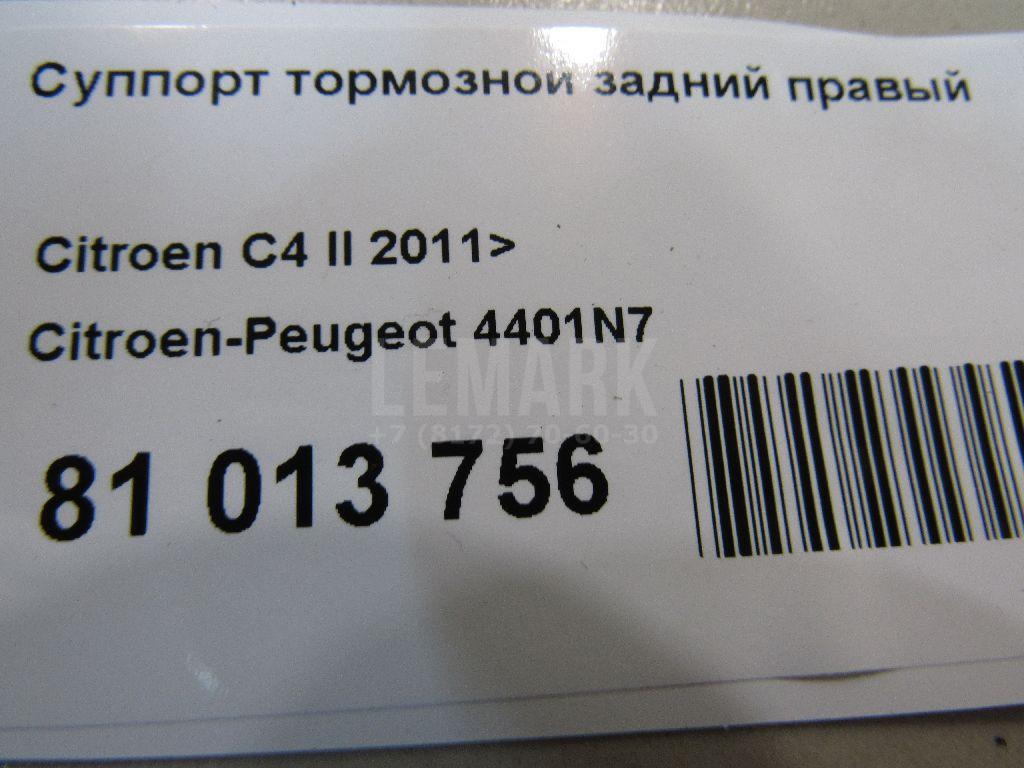 Суппорт тормозной задний правый
Citroen C4 II 2011>
Citroen-Peugeot 4401N7
LEMARK
+7 (8172) 70-60-30
81 013 756